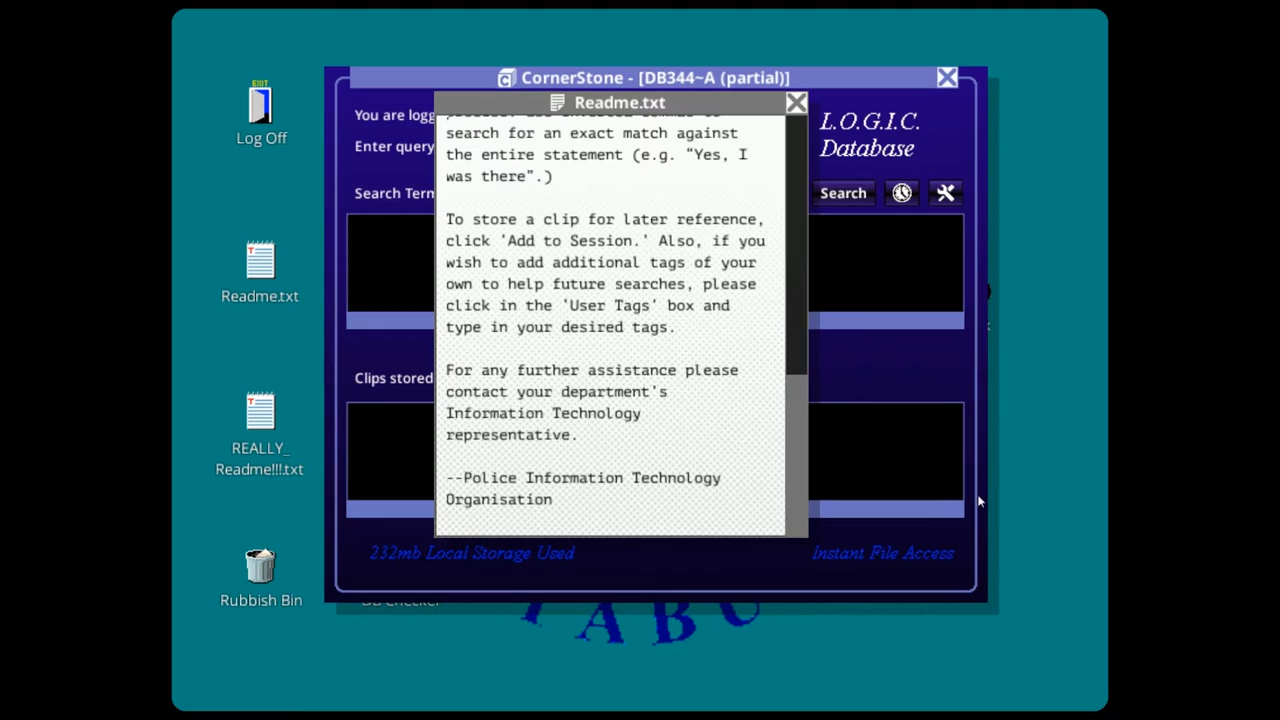 EXIT
Log Off
Readme.txt
REALLY_
Readme!!!.txt
Rubbish Bin
CornerStone - [DB344~A (partial)]
You are logg
Enter query
Search Tern
L.O.G.I.C.
Database
Search
Clips stored
232mb Local Storage Used
Instant File Access
Readme.txt
search for an exact match against
the entire statement (e.g. "Yes, I
was there".)
To store a clip for later reference,
click 'Add to Session.' Also, if you
wish to add additional tags of your
own to help future searches, please
click in the 'User Tags' box and
type in your desired tags.
For any further assistance please
contact your department's
Information Technology
representative.
--Police Information Technology
Organisation
TABU